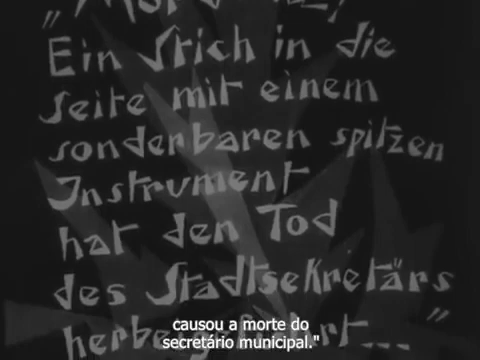 Ein Stich in die
Seite mit einem
sonderbaren spitzen
Instrument
hat den Tod
des Stadtsekretärs
herbeigeführt..."
causou a morte do
secretário municipal."